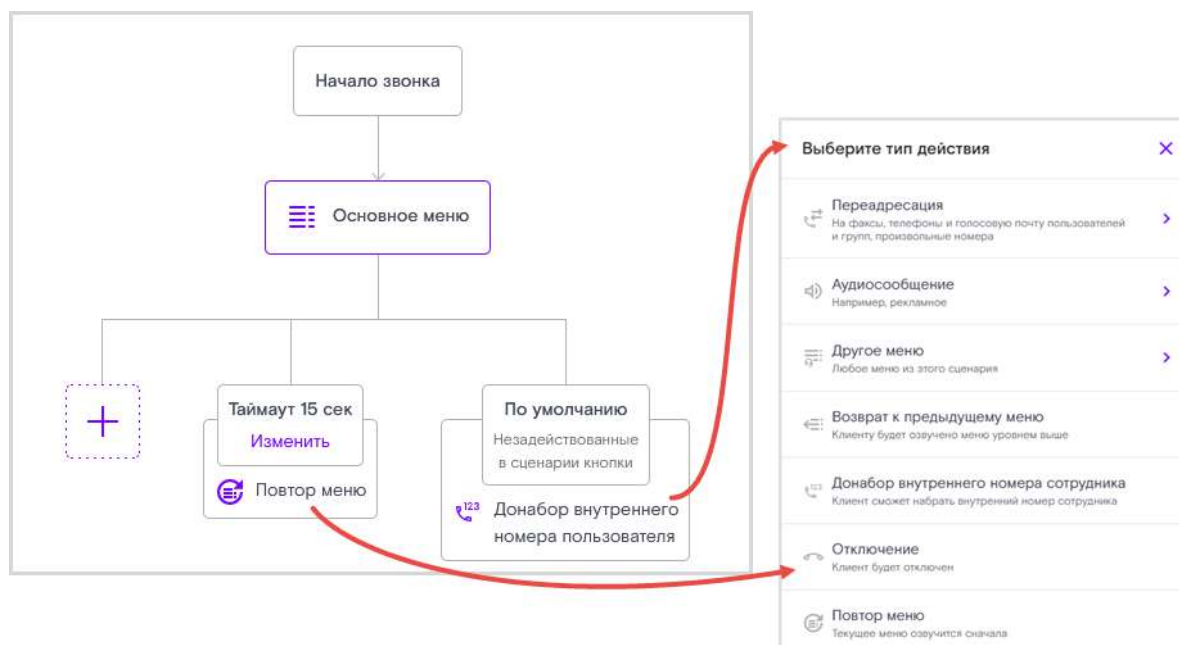 Начало звонка
Основное меню
Таймаут 15 сек
Изменить
Повтор меню
По умолчанию
Незадействованные
в сценарии кнопки
123
Донабор внутреннего
номера пользователя
Выберите тип действия
Переадресация
На факсы, телефоны и голосовую почту пользователей
и групп, произвольные номера
Аудиосообщение
Например, рекламное
Другое меню
Любое меню из этого сценария
Возврат к предыдущему меню
Клиенту будет озвучено меню уровнем выше
123
Донабор внутреннего номера сотрудника
Клиент сможет набрать внутренний номер сотрудника
Отключение
Клиент будет отключен
Повтор меню
Текущее меню озвучится сначала